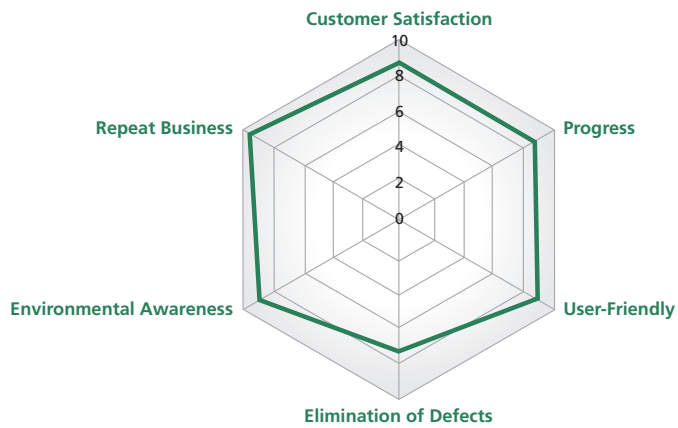 Customer Satisfaction
10
8
Repeat Business
Progress
6
4
2
0
Environmental Awareness
User-Friendly
Elimination of Defects